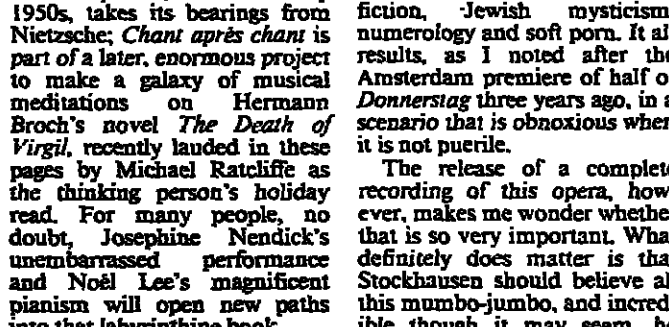 1950s, takes its bearings from
Nietzsche; Chant après chant is
part of a later, enormous project
to make a galaxy of musical
meditations on Hermann
Broch's novel The Death of
Virgil, recently lauded in these
pages by Michael Ratcliffe as
the thinking person's holiday
read. For many people, no
doubt, Josephine Nendick's
unembarrassed performance
and Noël Lee's magnificent
pianism will open new paths
into that labyrinthine book.
fiction, Jewish mysticism
numerology and soft porn. It al
results, as I noted after the
Amsterdam premiere of half o
Donnerstag three years ago, in a
scenario that is obnoxious when
it is not puerile.
The release of a complete
recording of this opera, how
ever, makes me wonder whethe
that is so very important. Wha
definitely does matter is tha
Stockhausen should believe al
this mumbo-jumbo, and incred
ible though it may seem, he